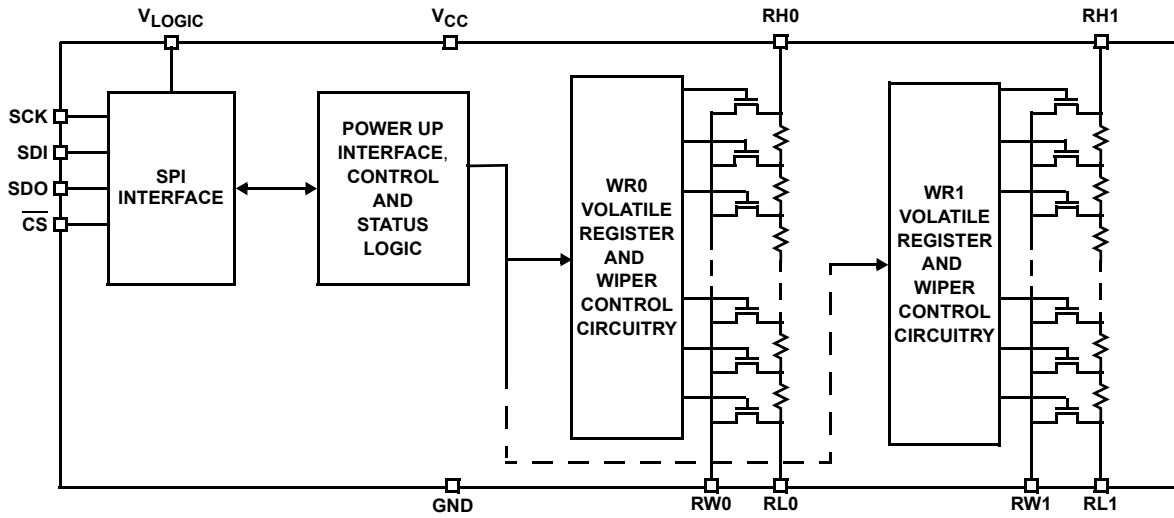 VLOGIC
VCC
RH0
RH1
SCK
SDI
SDO
CS
SPI
INTERFACE
POWER UP
INTERFACE,
CONTROL
AND
STATUS
LOGIC
WR0
VOLATILE
REGISTER
AND
WIPER
CONTROL
CIRCUITRY
WR1
VOLATILE
REGISTER
AND
WIPER
CONTROL
CIRCUITRY
GND
RW0
RL0
RW1
RL1